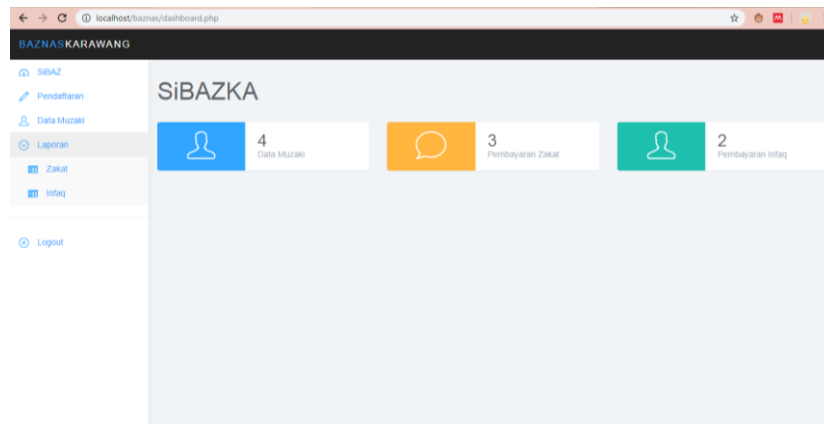 localhost/baznas/dashboard.php
BAZNASKARAWANG
SiBAZ
Pendaftaran
Data Muzaki
Laporan
Zakat
Infaq
Logout
SiBAZKA
4
Data Muzaki
3
Pembayaran Zakat
2
Pembayaran Infaq